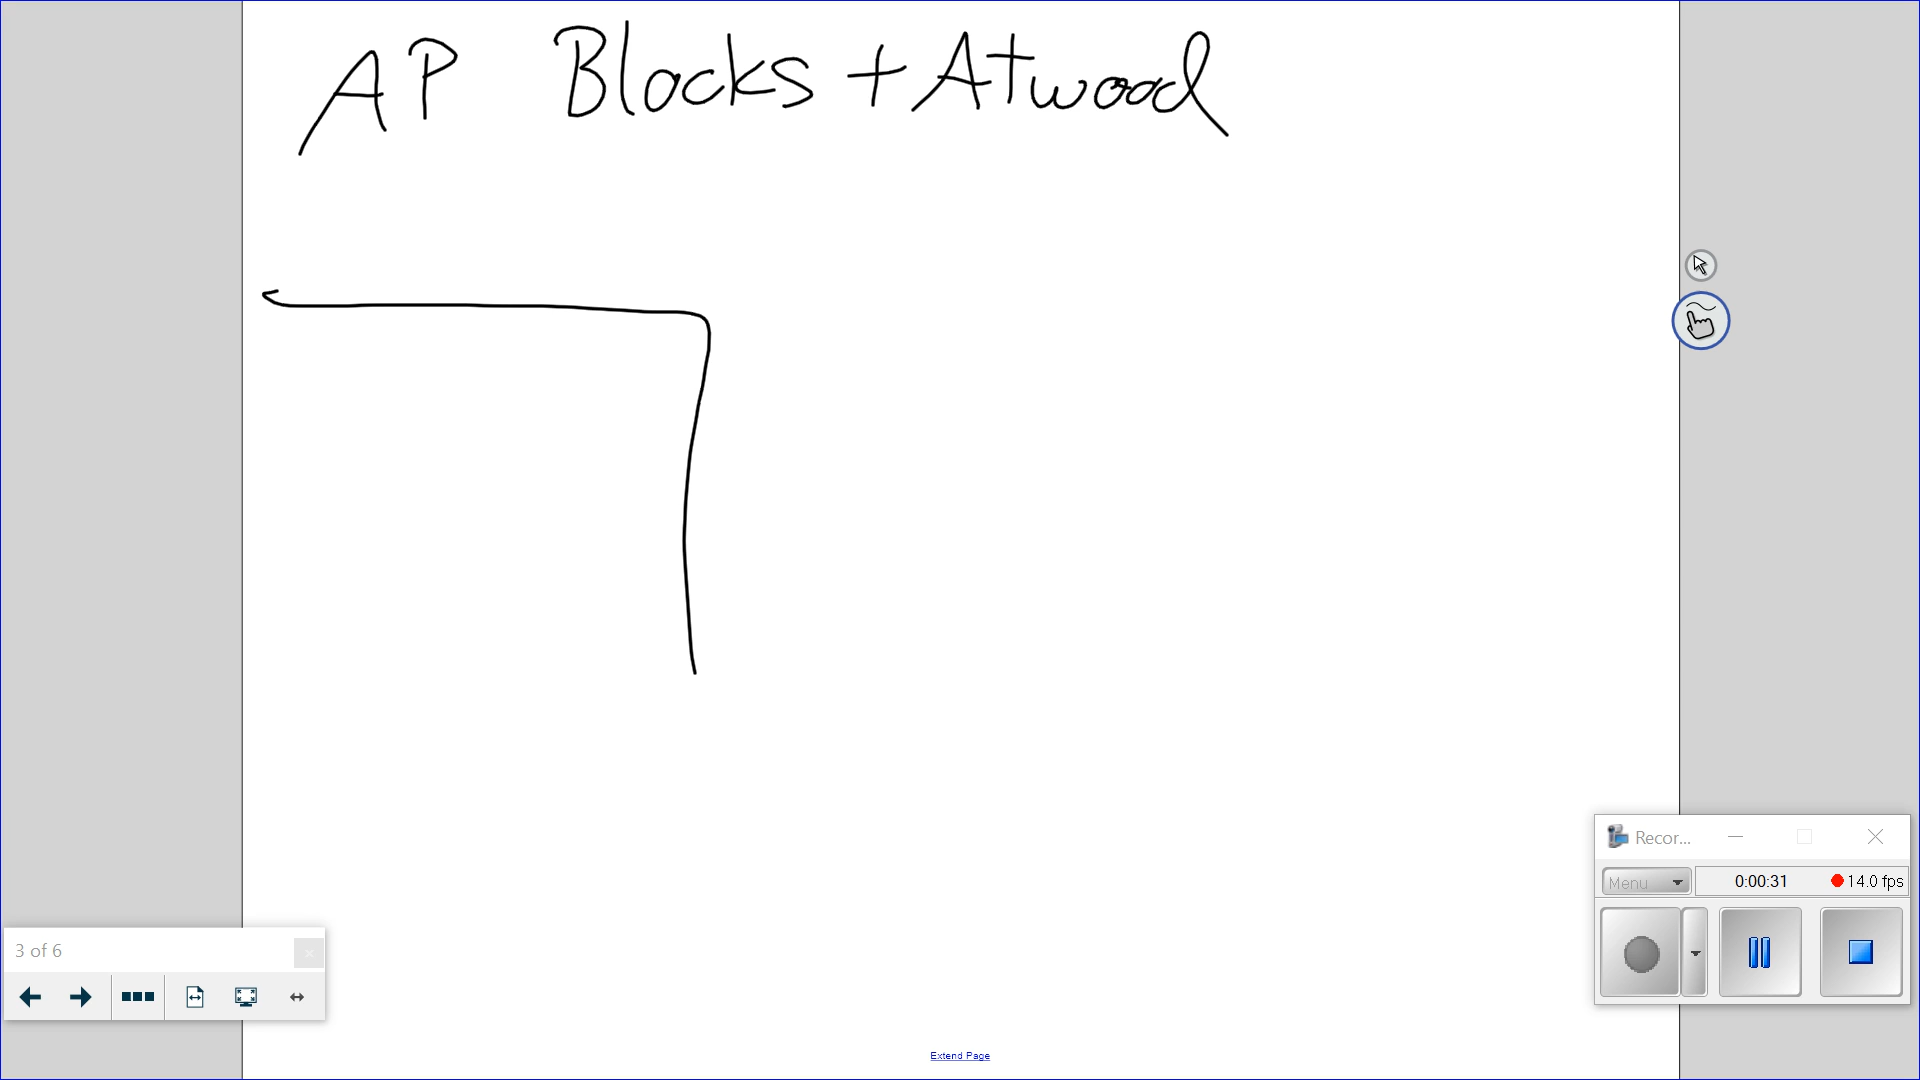 AP Blocks + Atwood
Recor...
Menu
0:00:31
14.0 fps
3 of 6
Extend Page